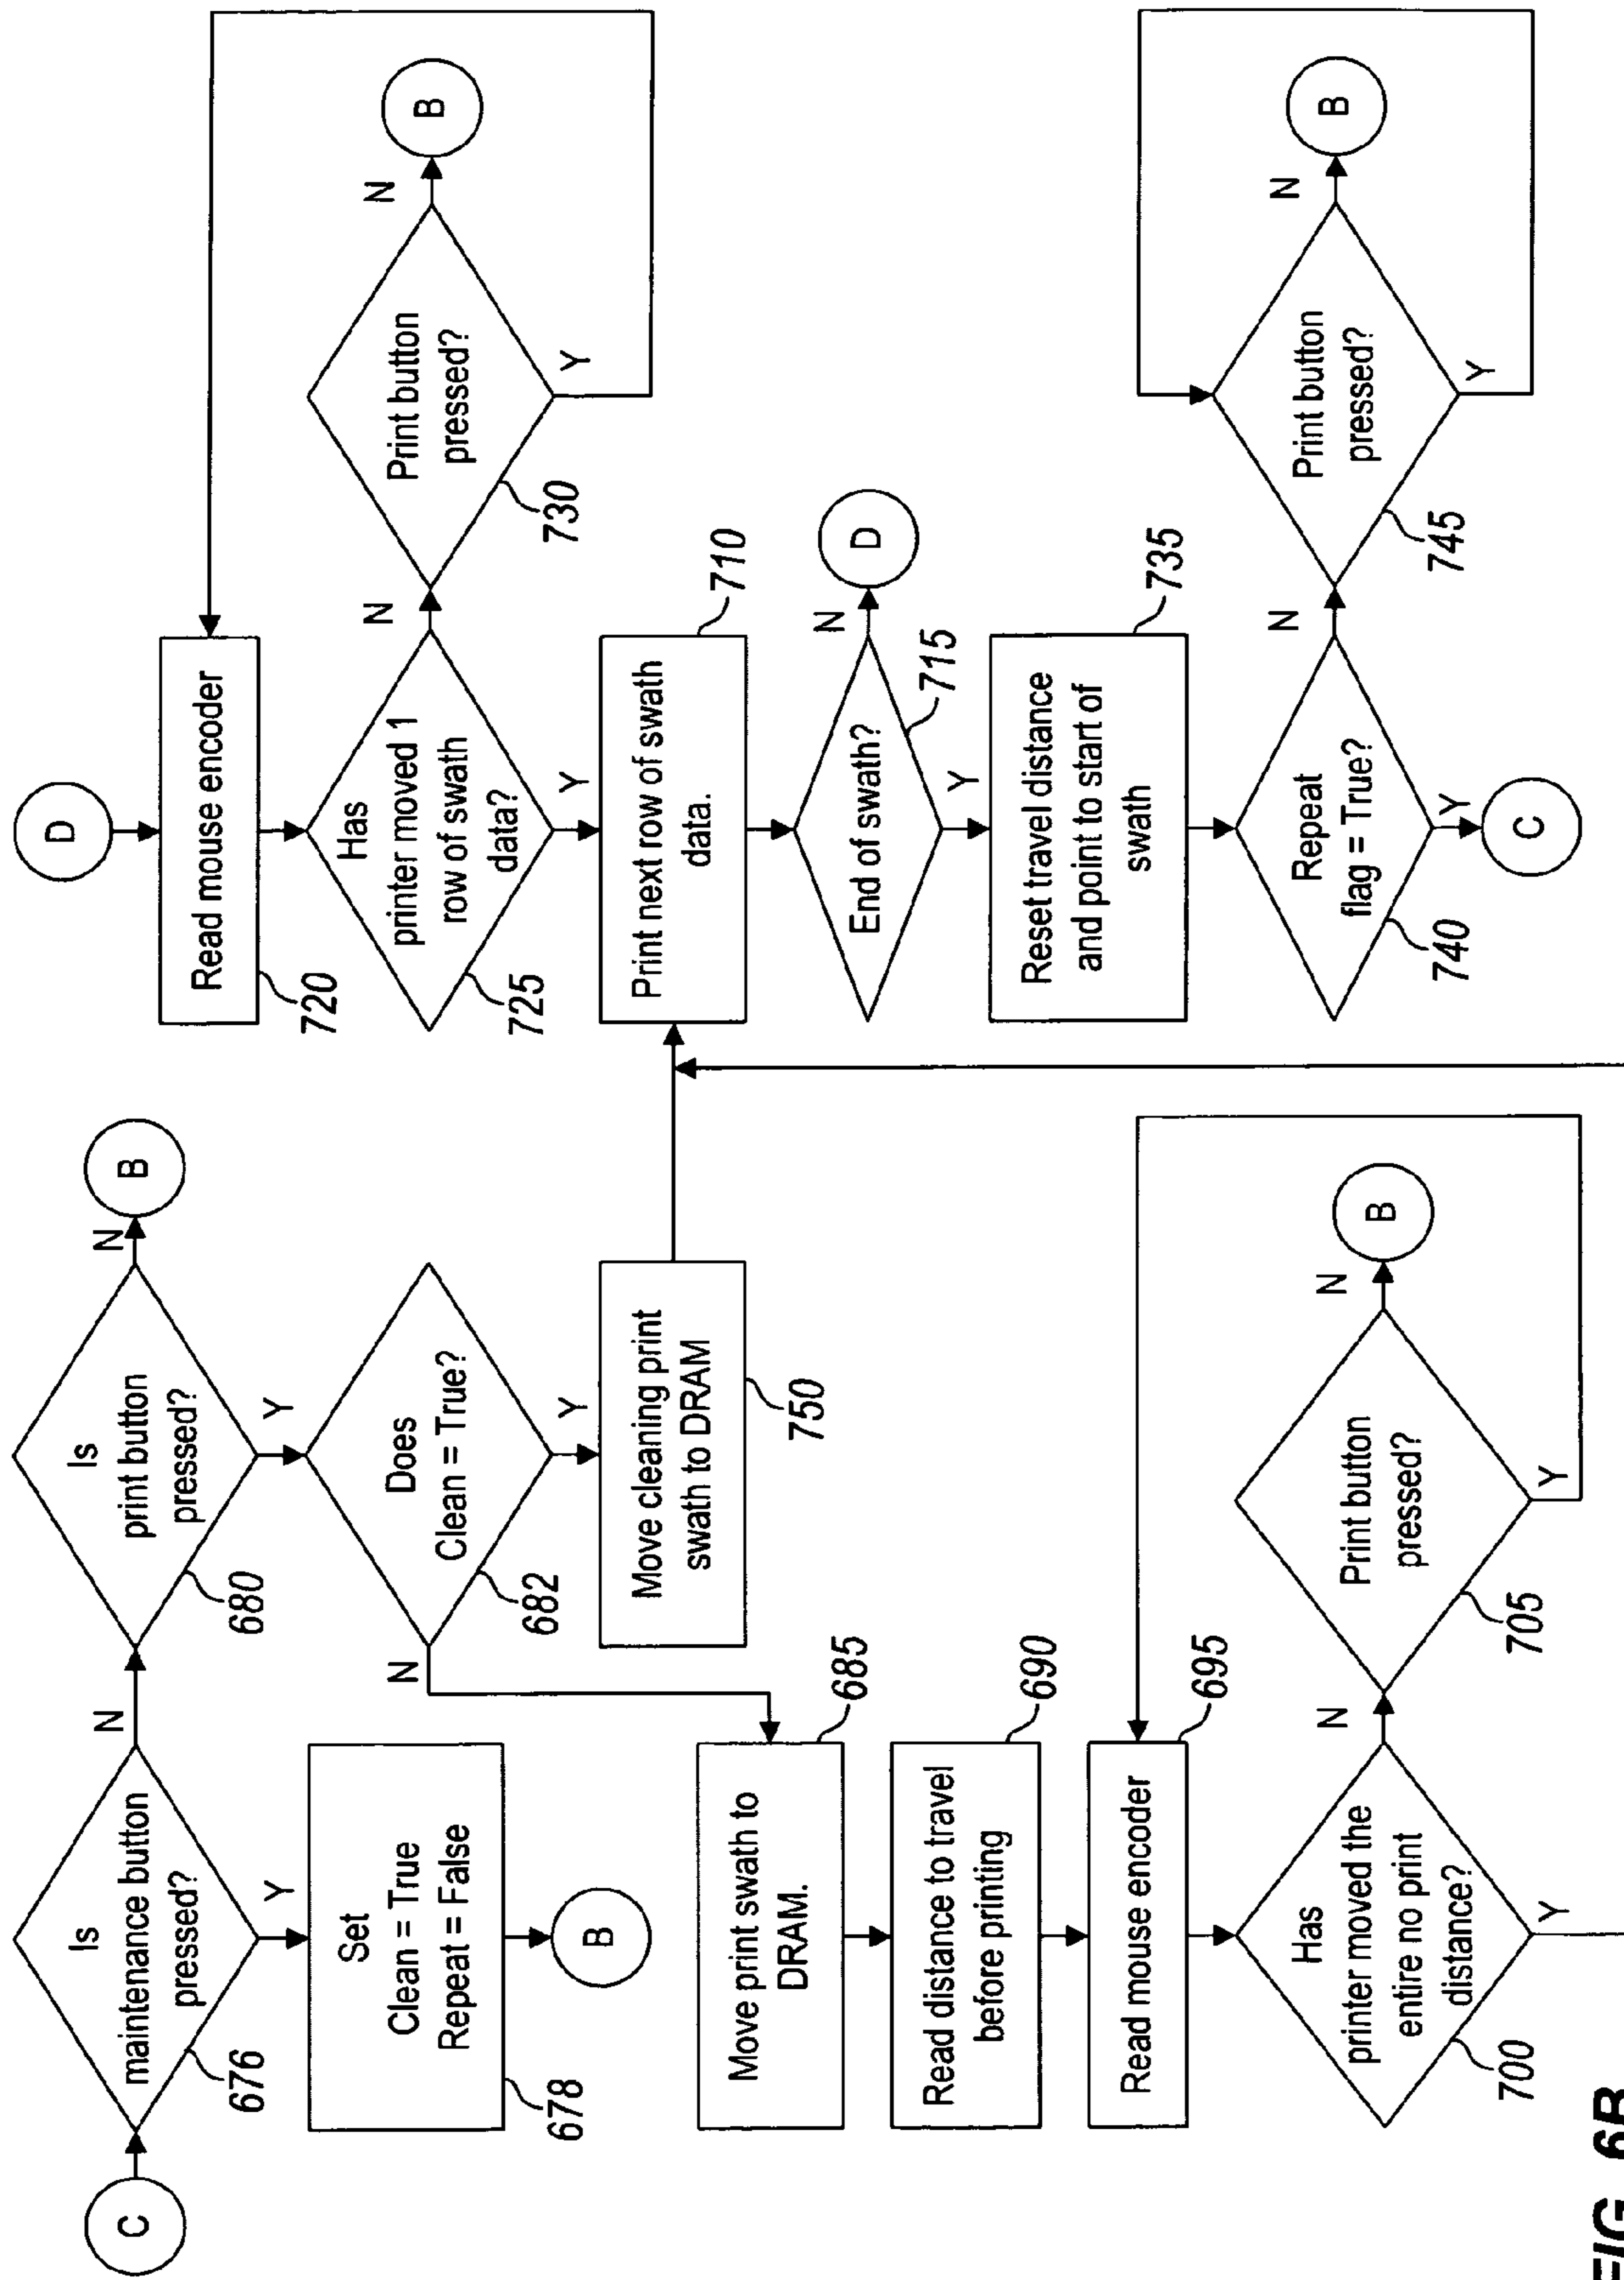 C
Is
maintenance button
pressed?
676
N
Y
Set
Clean = True
Repeat = False
678
B
Is
print button
pressed?
680
N
B
Y
Does
Clean = True?
682
N
Y
Move cleaning print
swath to DRAM
750
Move print swath to
DRAM.
685
Read distance to travel
before printing
690
Read mouse encoder
695
Has
printer moved the
entire no print
distance?
700
N
Y
Print button
pressed?
705
N
B
Y
D
Read mouse encoder
720
Has
printer moved 1
row of swath
data?
725
N
Y
Print button
pressed?
730
N
B
Y
Print next row of swath
data.
710
End of swath?
715
N
D
Y
Reset travel distance
and point to start of
swath
735
Repeat
flag = True?
740
N
Y
C
Print button
pressed?
745
N
B
Y
FIG. 6B